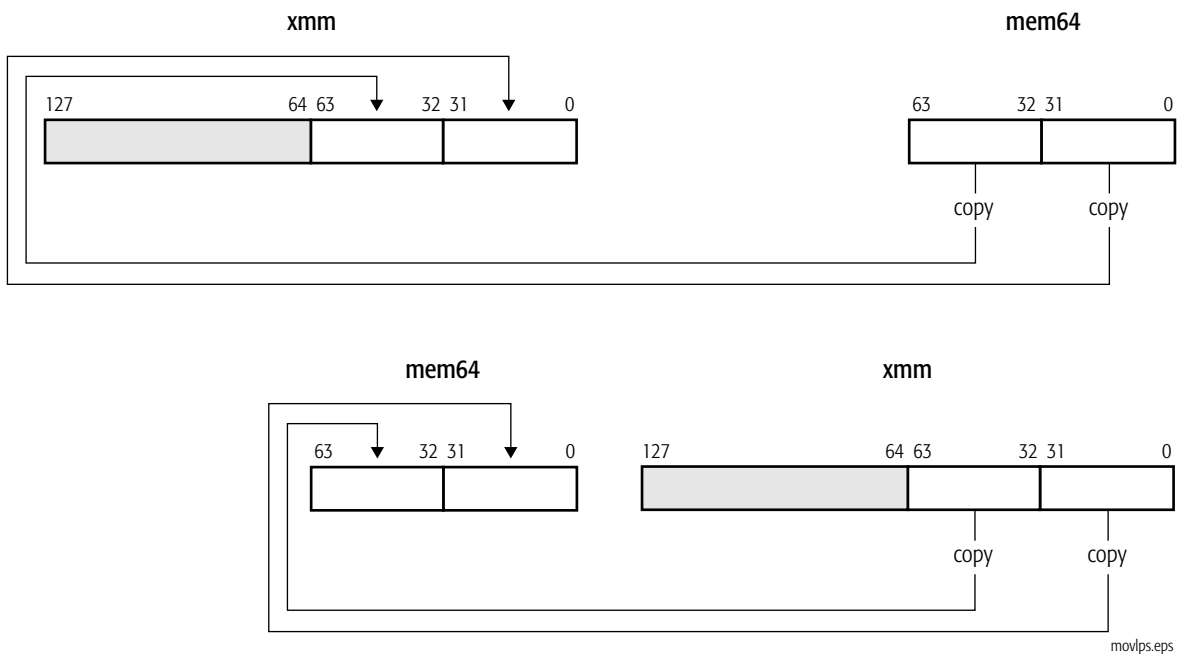 xmm mem64
127 64 63 32 31 0 63 32 31 0
copy copy
mem64 xmm
63 32 31 0 127 64 63 32 31 0
copy copy
movlps.eps